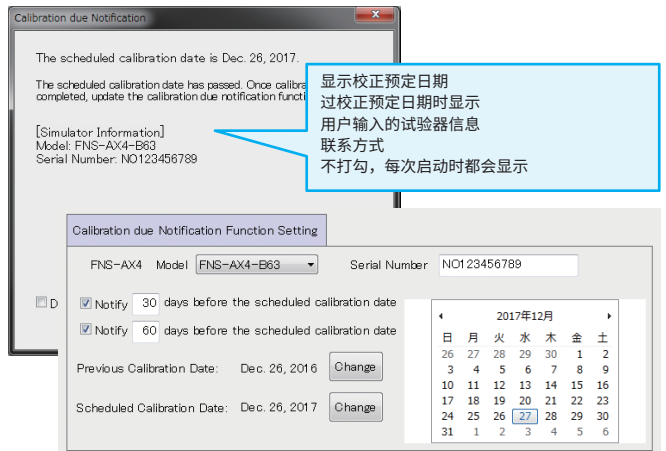 Calibration due Notification
The scheduled calibration date is Dec. 26, 2017.
The scheduled calibration date has passed. Once
completed, update the calibration due notification
[Simulator Information]
Model: FNS-AX4-B63
Serial Number: NO123456789
显示校正预定日期
过校正预定日期时显示
用户输入的试验器信息
联系方式
不打勾，每次启动时都会显示
Calibration due Notification Function Setting
FNS-AX4 Model FNS-AX4-B63 Serial Number NO123456789
Notify 30 days before the scheduled calibration date
Notify 60 days before the scheduled calibration date
Previous Calibration Date: Dec. 26, 2016 Change
Scheduled Calibration Date: Dec. 26, 2017 Change
2017年12月
日 月 火 水 木 金 土
26 27 28 29 30 1 2
3 4 5 6 7 8 9
10 11 12 13 14 15 16
17 18 19 20 21 22 23
24 25 26 27 28 29 30
31 1 2 3 4 5 6